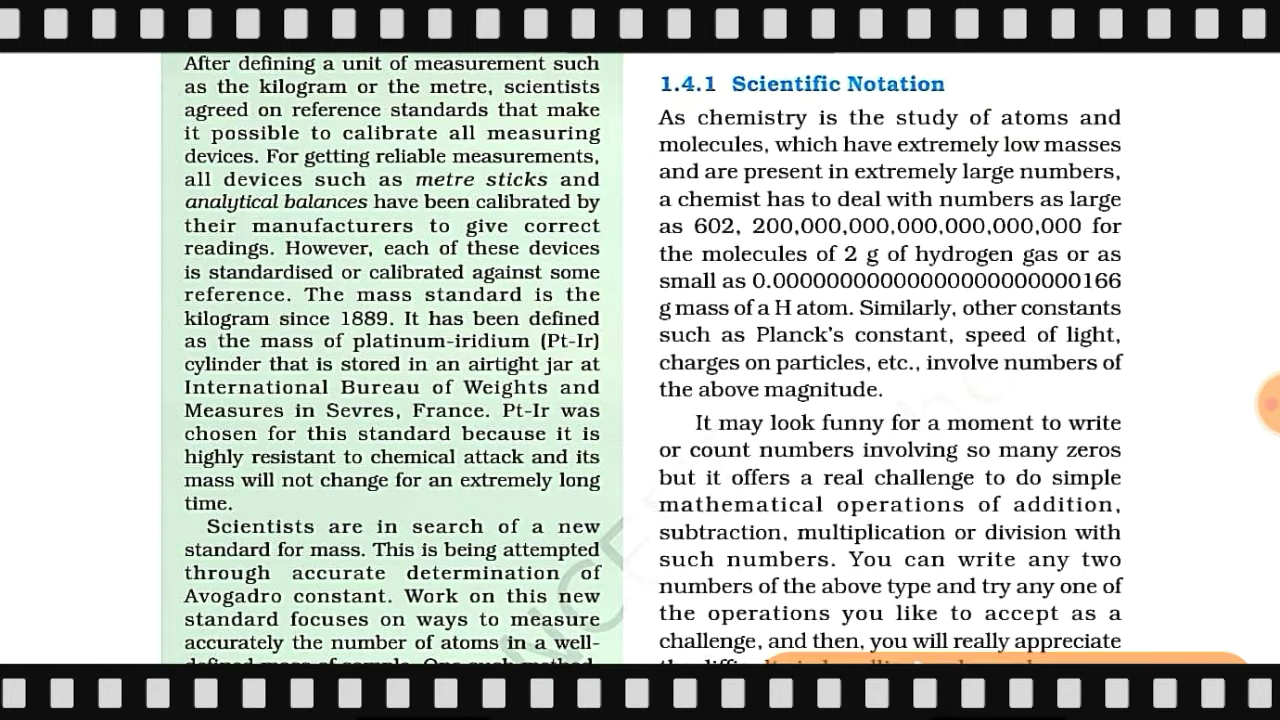 After defining a unit of measurement such
as the kilogram or the metre, scientists
agreed on reference standards that make
it possible to calibrate all measuring
devices. For getting reliable measurements,
all devices such as metre sticks and
analytical balances have been calibrated by
their manufacturers to give correct
readings. However, each of these devices
is standardised or calibrated against some
reference. The mass standard is the
kilogram since 1889. It has been defined
as the mass of platinum-iridium (Pt-Ir)
cylinder that is stored in an airtight jar at
International Bureau of Weights and
Measures in Sevres, France. Pt-Ir was
chosen for this standard because it is
highly resistant to chemical attack and its
mass will not change for an extremely long
time.
Scientists are in search of a new
standard for mass. This is being attempted
through accurate determination of
Avogadro constant. Work on this new
standard focuses on ways to measure
accurately the number of atoms in a well-
defined mass of sample. One such method,
1.4.1 Scientific Notation
As chemistry is the study of atoms and
molecules, which have extremely low masses
and are present in extremely large numbers,
a chemist has to deal with numbers as large
as 602, 200,000,000,000,000,000,000 for
the molecules of 2 g of hydrogen gas or as
small as 0.00000000000000000000000166
g mass of a H atom. Similarly, other constants
such as Planck's constant, speed of light,
charges on particles, etc., involve numbers of
the above magnitude.
It may look funny for a moment to write
or count numbers involving so many zeros
but it offers a real challenge to do simple
mathematical operations of addition,
subtraction, multiplication or division with
such numbers. You can write any two
numbers of the above type and try any one of
the operations you like to accept as a
challenge, and then, you will really appreciate